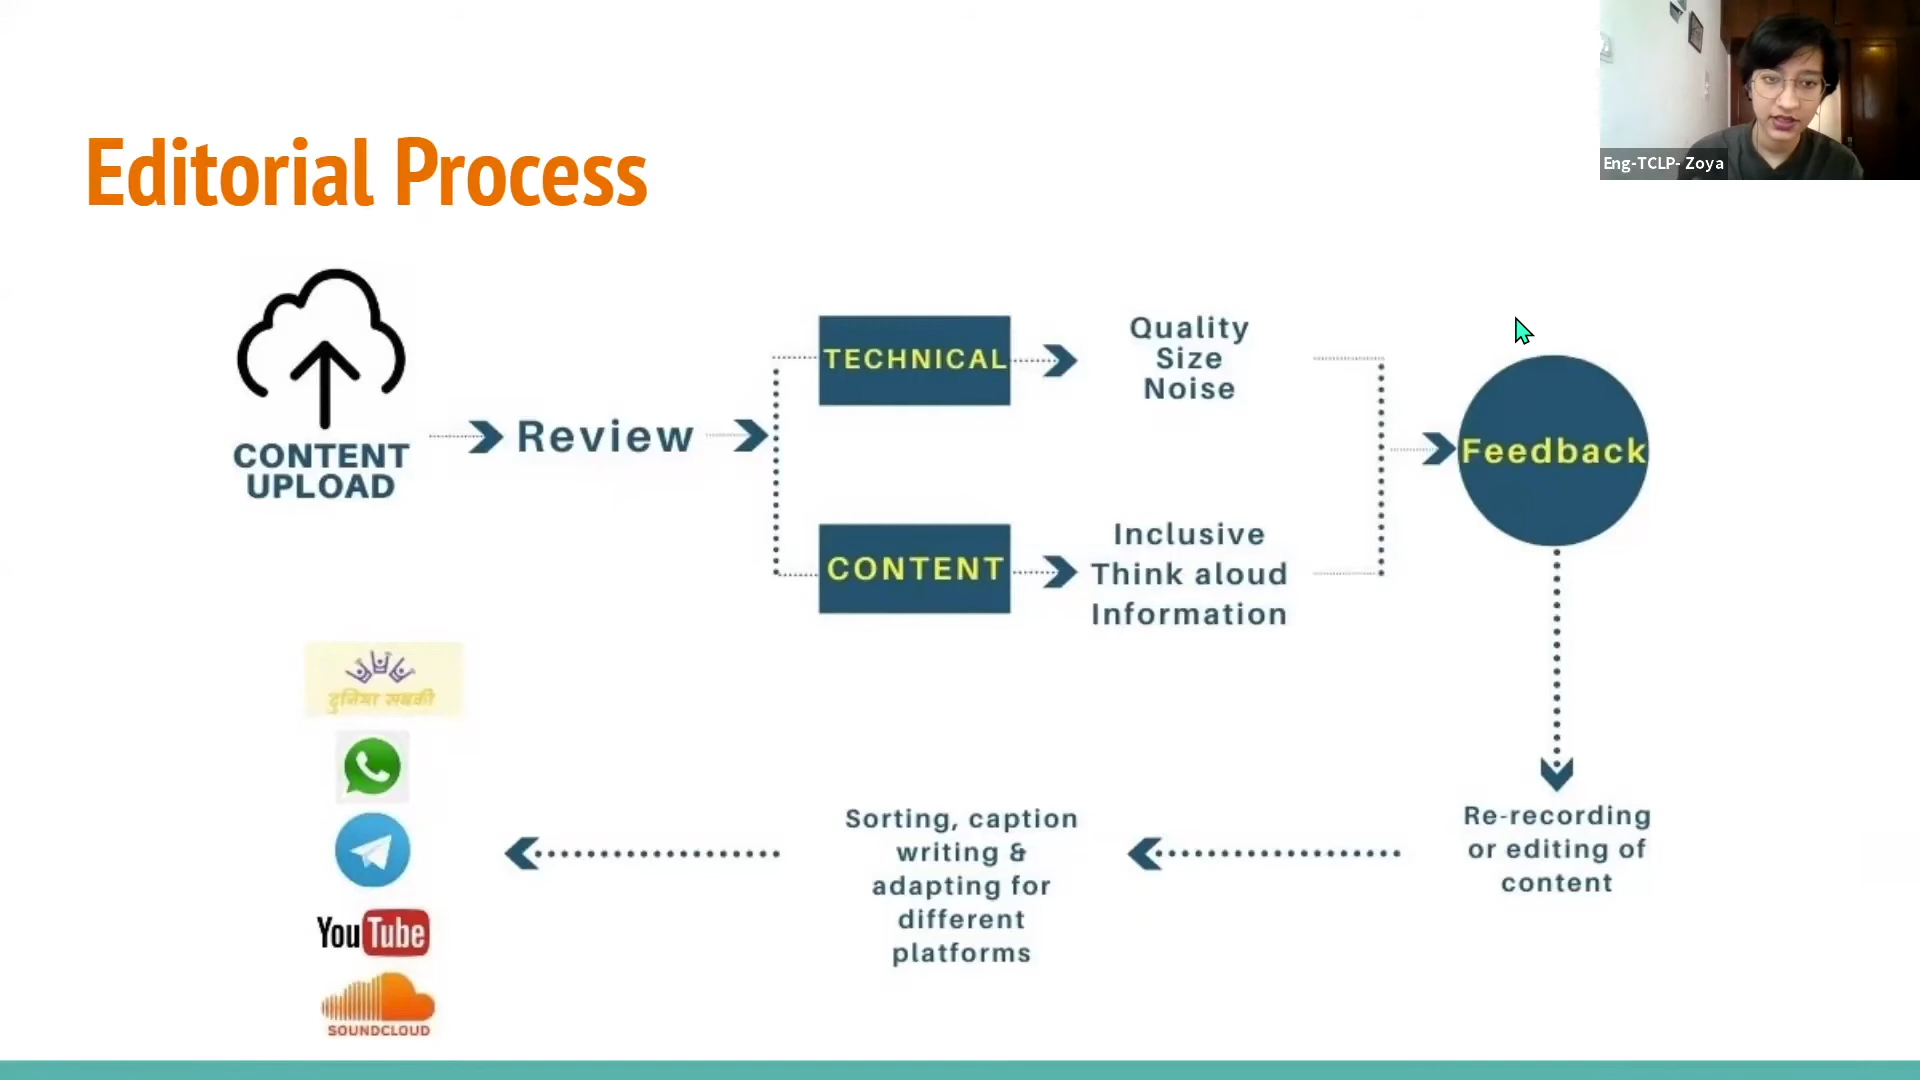 Eng-TCLP- Zoya
Editorial Process
CONTENT
UPLOAD
Review
TECHNICAL
Quality
Size
Noise
CONTENT
Inclusive
Think aloud
Information
Feedback
Re-recording
or editing of
content
Sorting, caption
writing &
adapting for
different
platforms
दुनिया सबकी
YouTube
SOUNDCLOUD